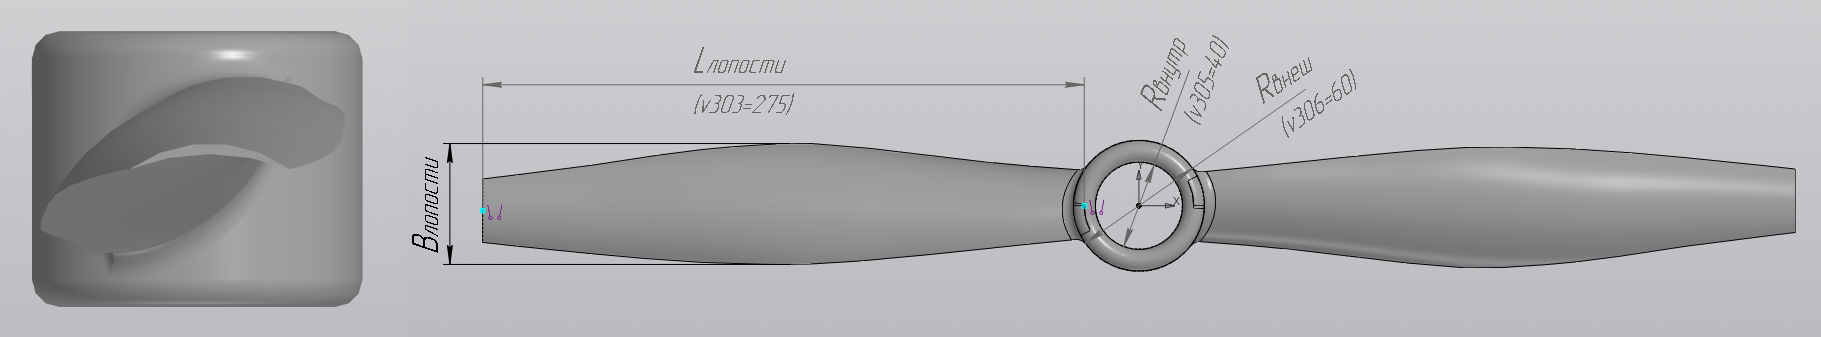 Lлопости
(v303=275)
Bлопости
Rвнутр
(v305=40)
Rвнеш
(v306=60)
Y
X